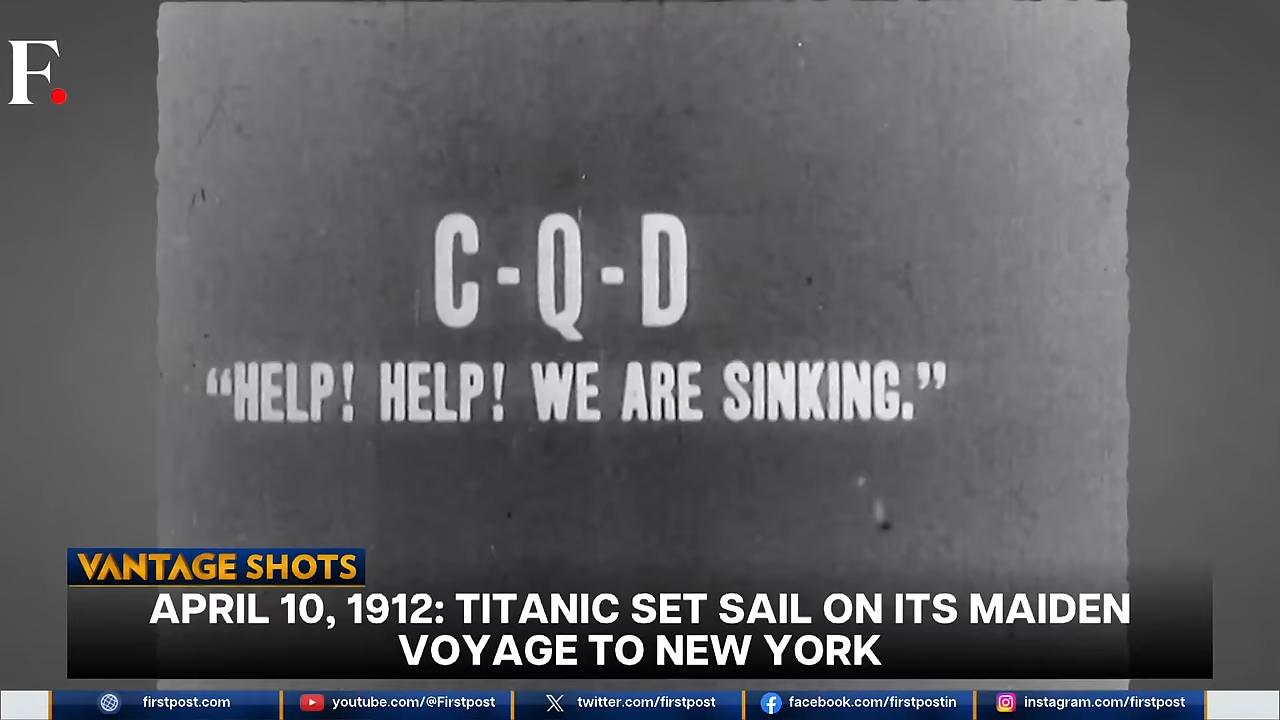 F.
C-Q-D
“HELP! HELP! WE ARE SINKING.”
VANTAGE SHOTS
APRIL 10, 1912: TITANIC SET SAIL ON ITS MAIDEN
VOYAGE TO NEW YORK
firstpost.com
youtube.com/@Firstpost
twitter.com/firstpost
facebook.com/firstpostin
instagram.com/firstpost